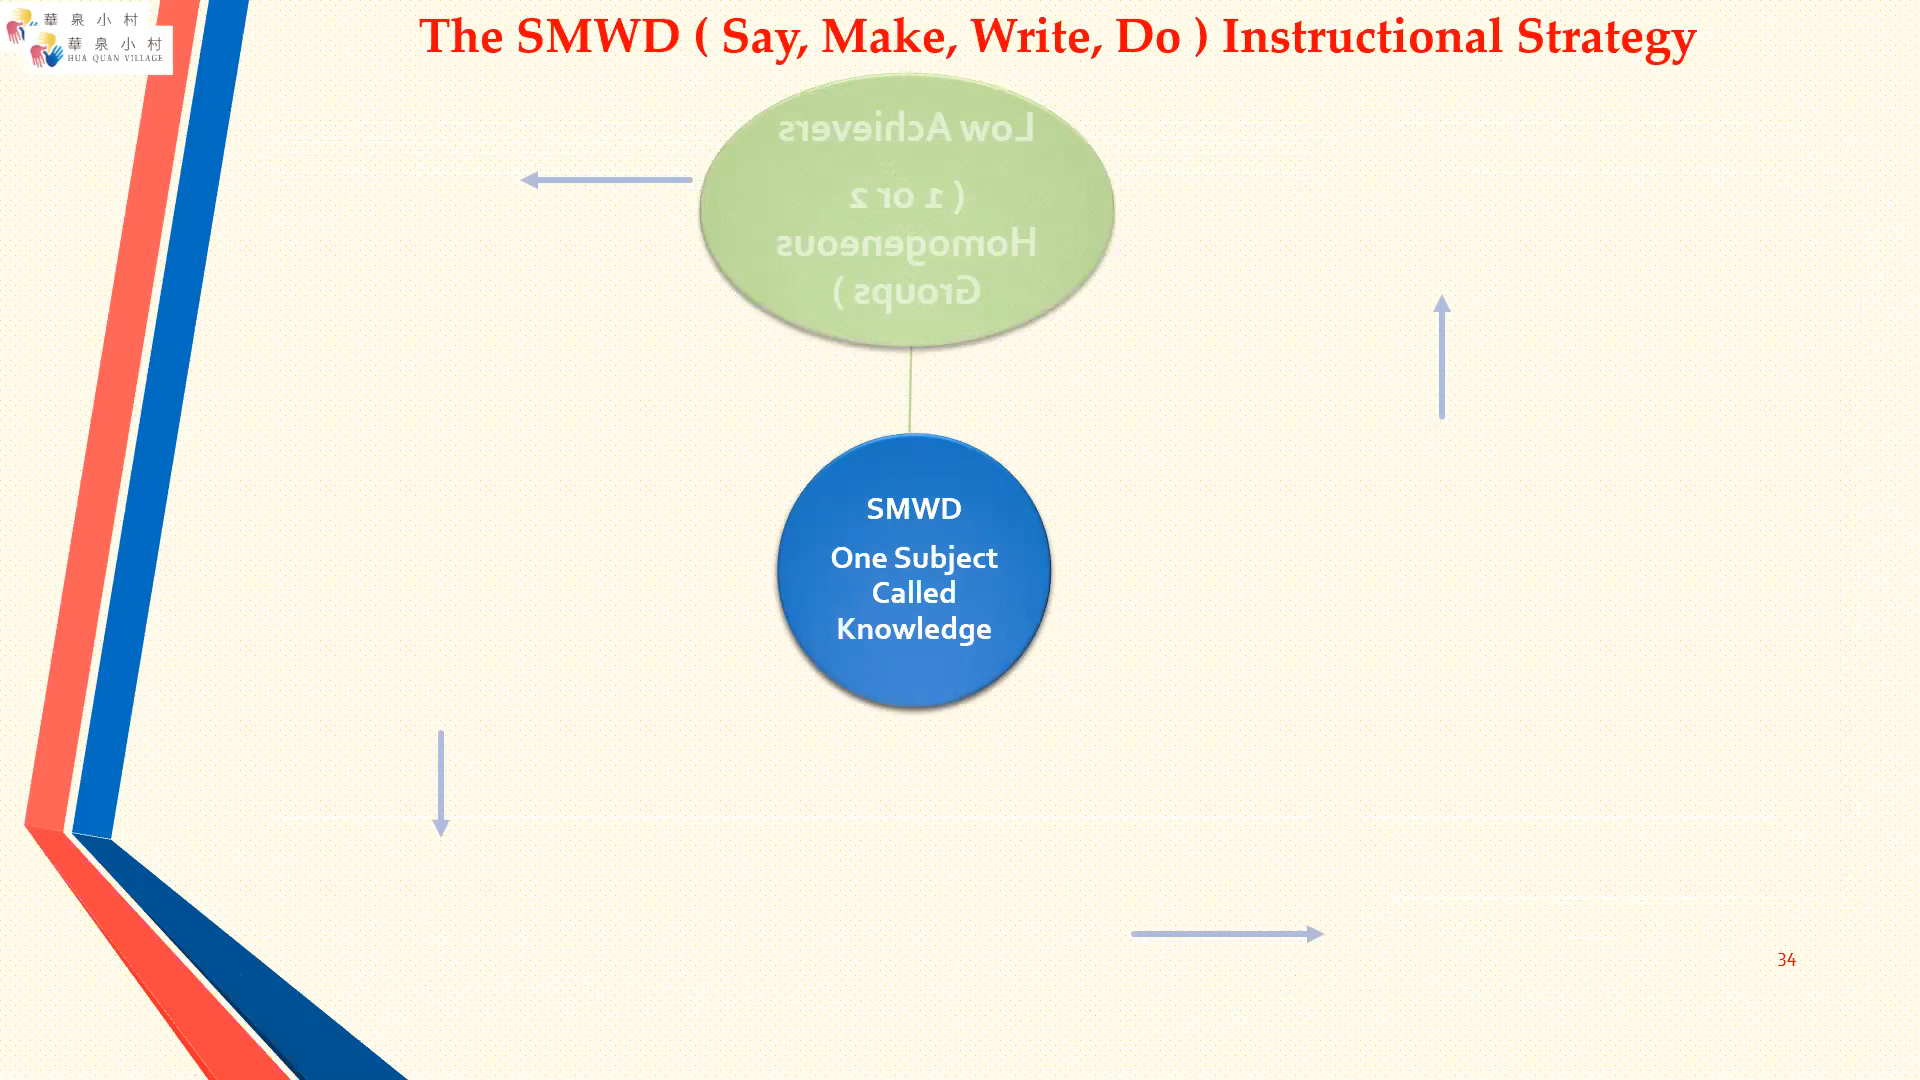 華泉小村
華泉小村
HUA QUAN VILLAGE
The SMWD ( Say, Make, Write, Do ) Instructional Strategy
Low Achievers
( 1 or 2
Homogeneous
Groups )
SMWD
One Subject
Called
Knowledge
34